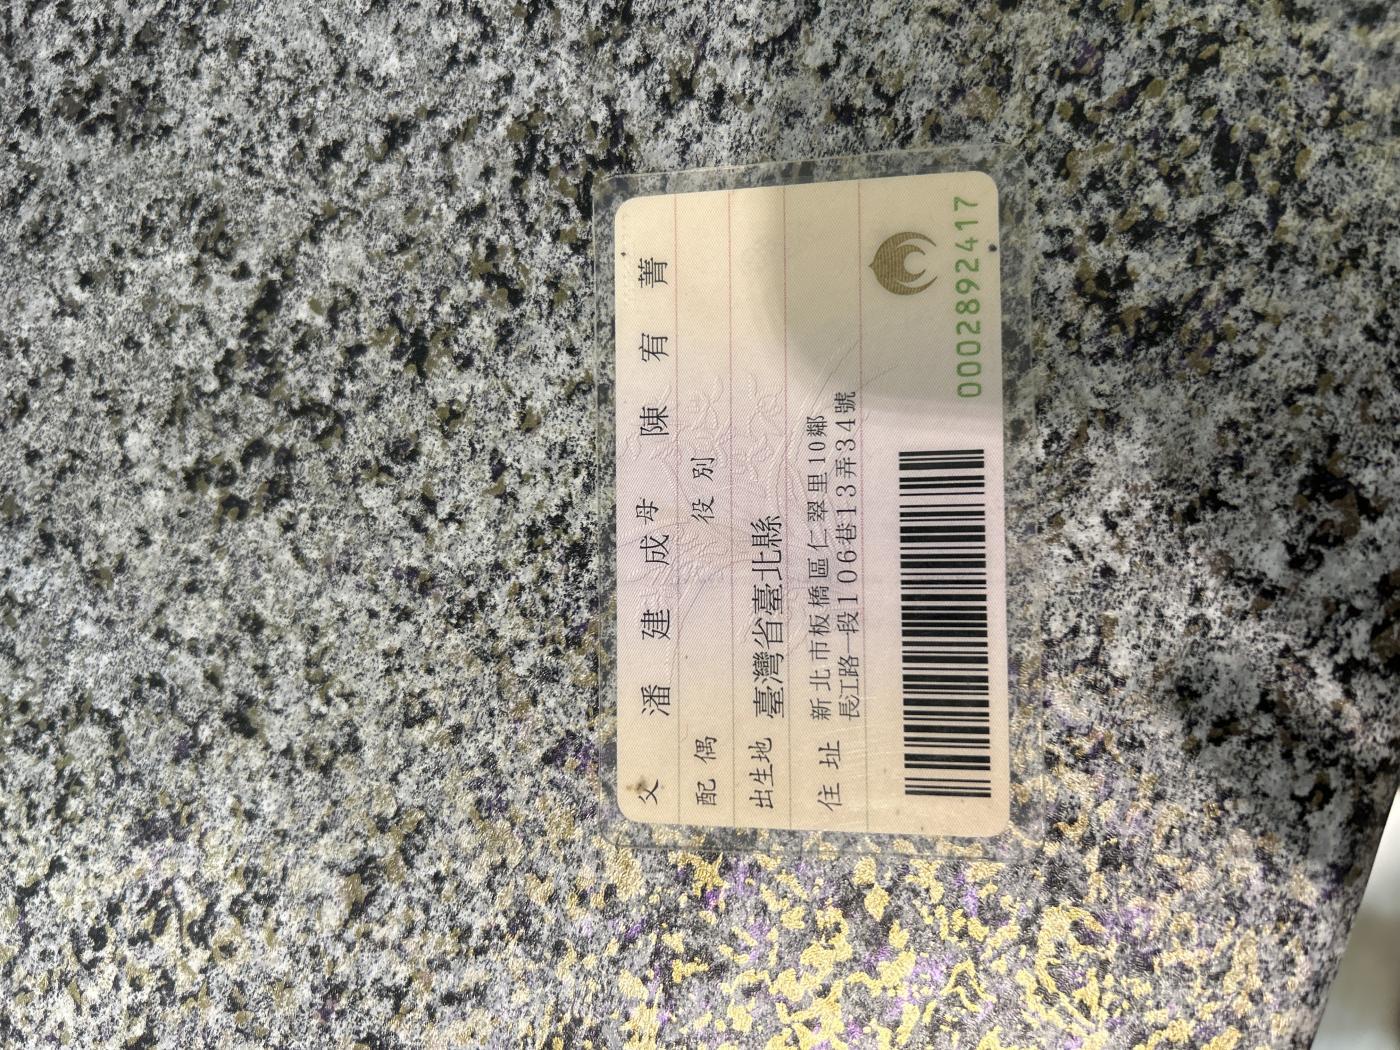 父 潘建成 母 陳宥菁
配偶 役別
出生地 臺灣省臺北縣
住址 新北市板橋區仁翠里10鄰
長江路一段106巷13弄34號
0002892417